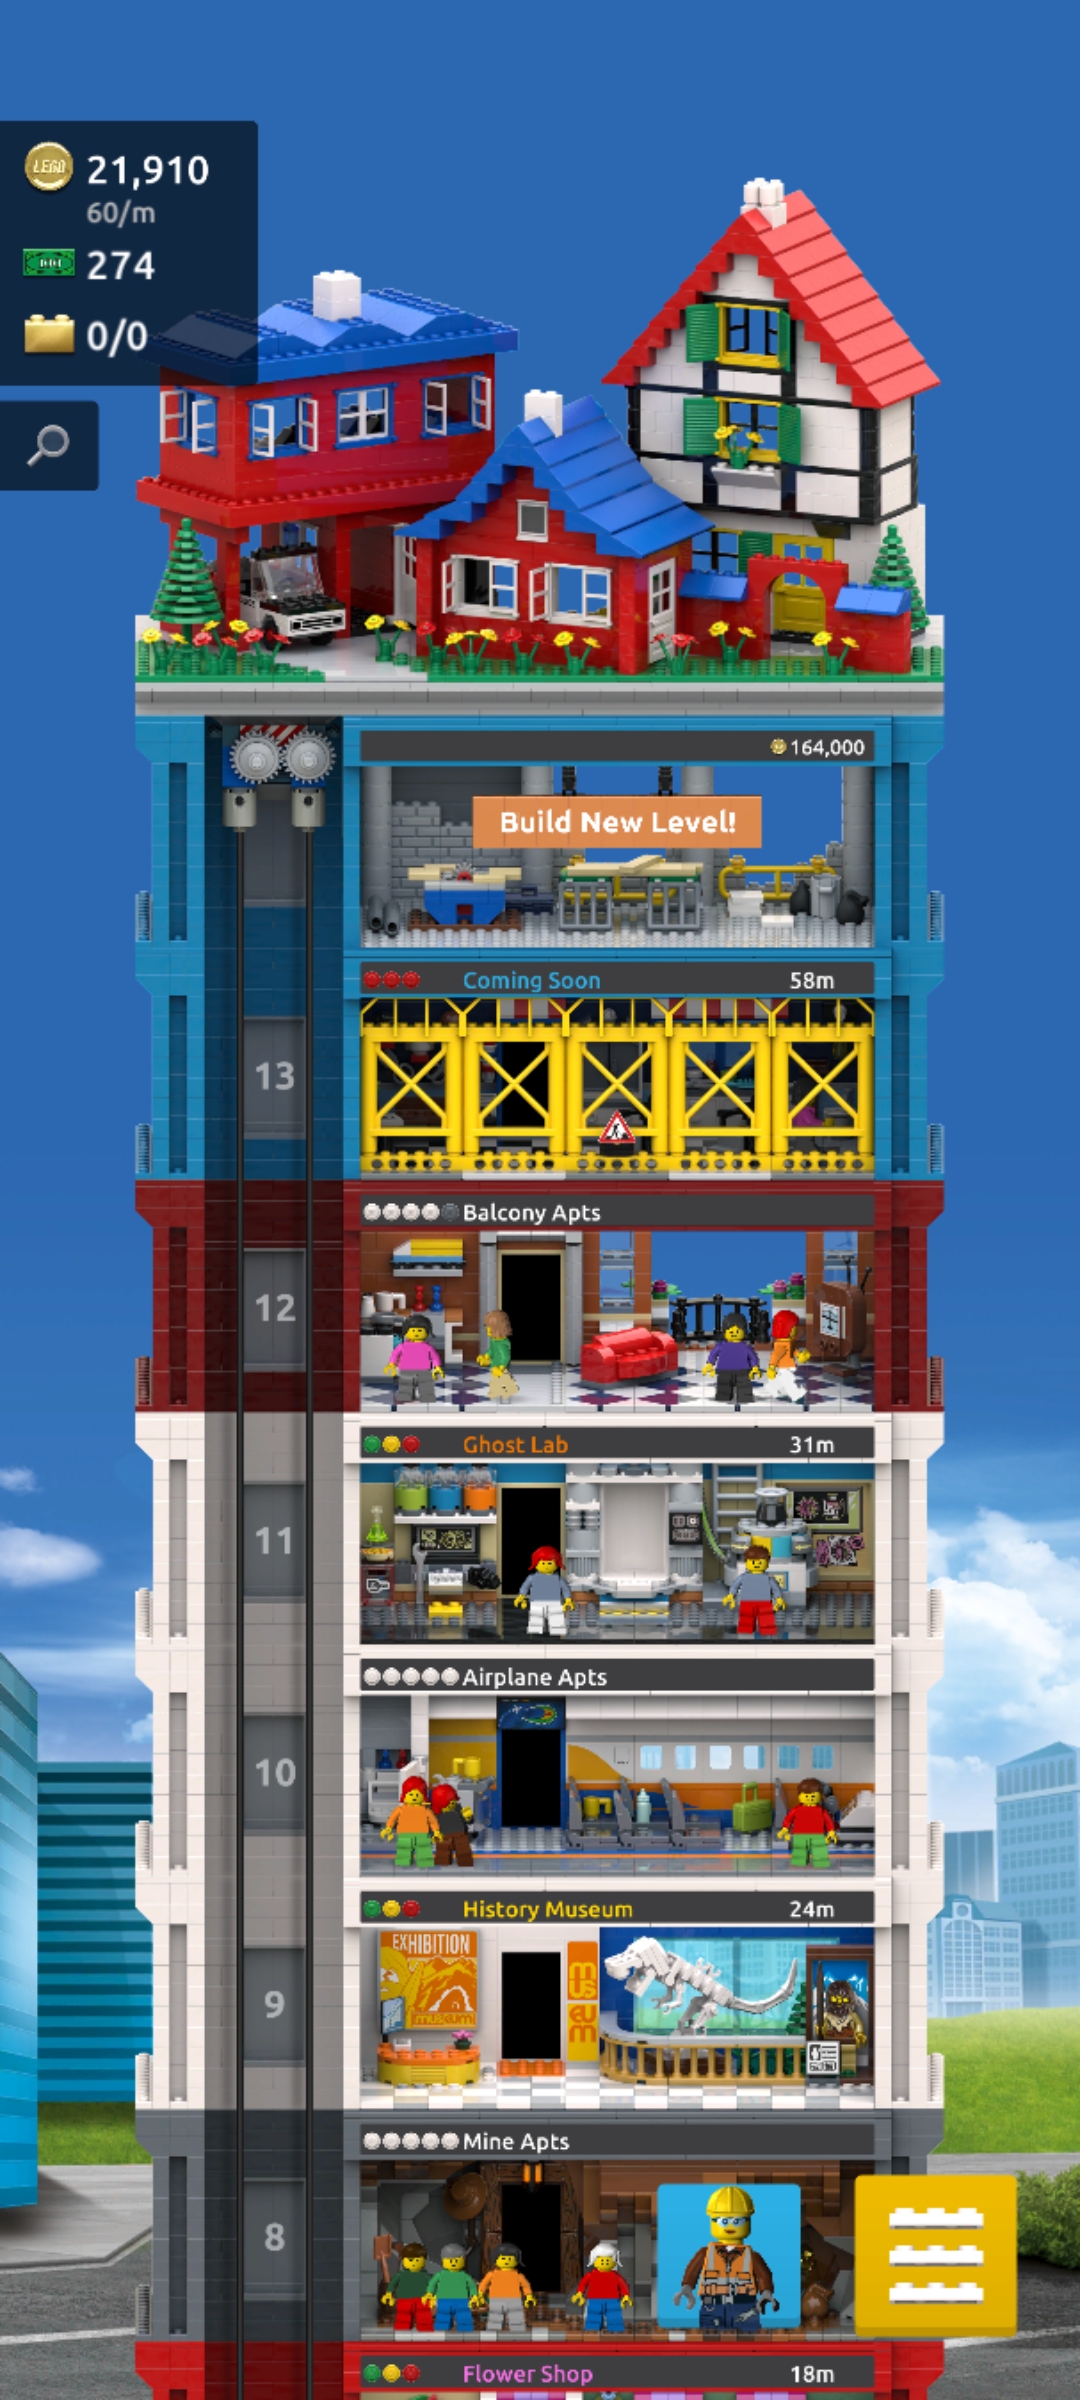 LEGO 21,910
60/m
274
0/0
164,000
Build New Level!
Coming Soon 58m
13
Balcony Apts
12
Ghost Lab 31m
11
Airplane Apts
10
History Museum 24m
EXHIBITION
museum
museum
9
Mine Apts
8
Flower Shop 18m